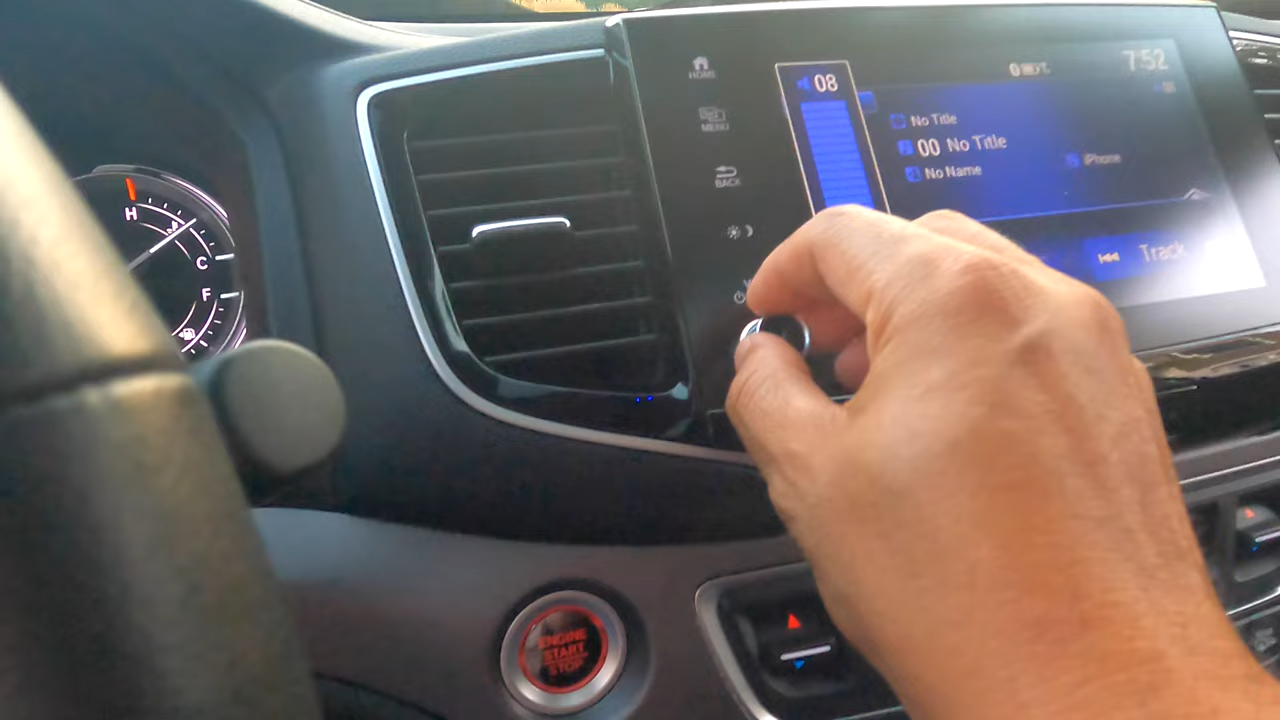 7:52
HOME
08
MENU
No Title
00 No Title
iPhone
No Name
BACK
H
C
F
Track
ENGINE
START
STOP